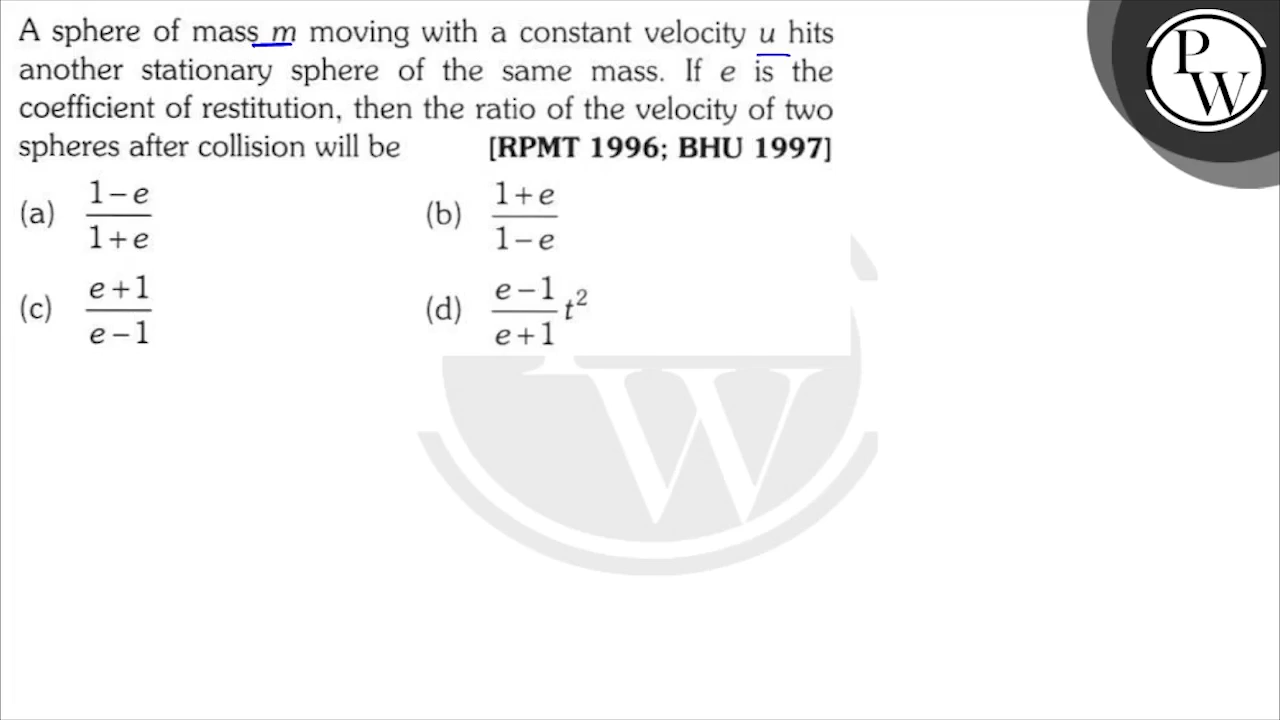 A sphere of mass m moving with a constant velocity u hits
another stationary sphere of the same mass. If e is the
coefficient of restitution, then the ratio of the velocity of two
spheres after collision will be [RPMT 1996; BHU 1997]
(a) (1−e)/(1+e) (b) (1+e)/(1−e)
(c) (e+1)/(e−1) (d) (e−1)/(e+1) t²
P
W
W